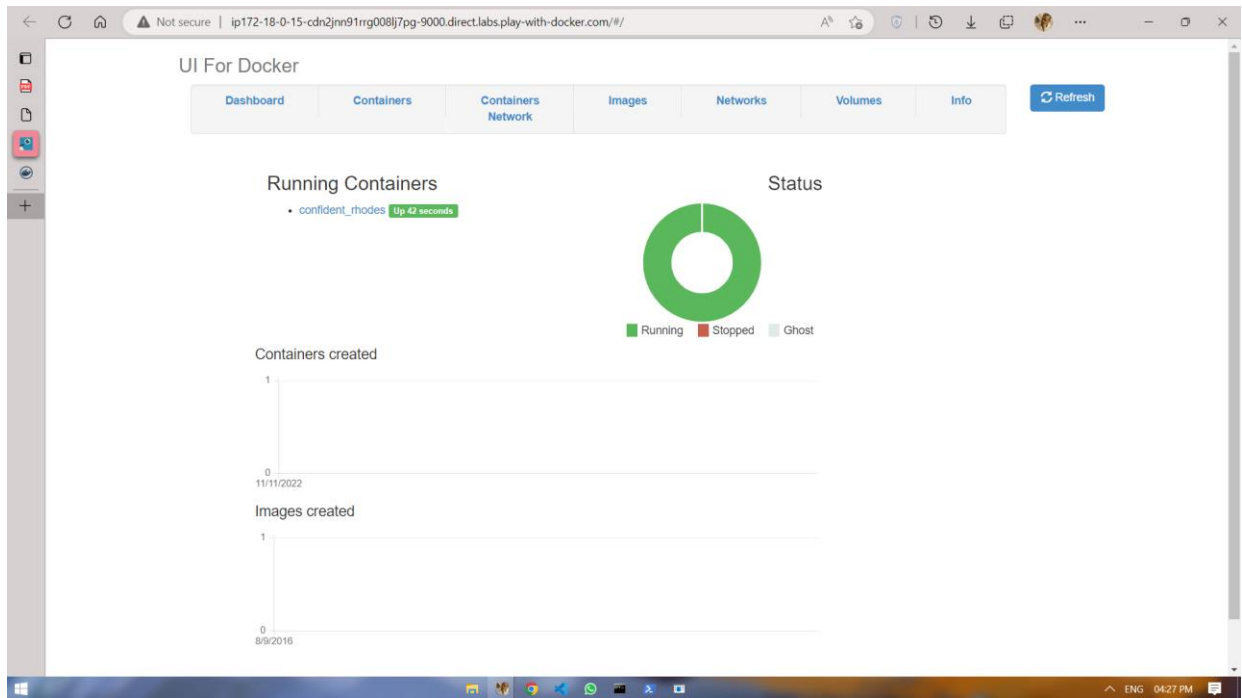 Not secure | ip172-18-0-15-cdn2jnn91rrg008lj7pg-9000.direct.labs.play-with-docker.com/#/
UI For Docker
Dashboard Containers Containers Network Images Networks Volumes Info Refresh
Running Containers
Status
• confident_rhodes Up 42 seconds
Running Stopped Ghost
Containers created
1
0
11/11/2022
Images created
1
0
8/9/2016
ENG 04:27 PM